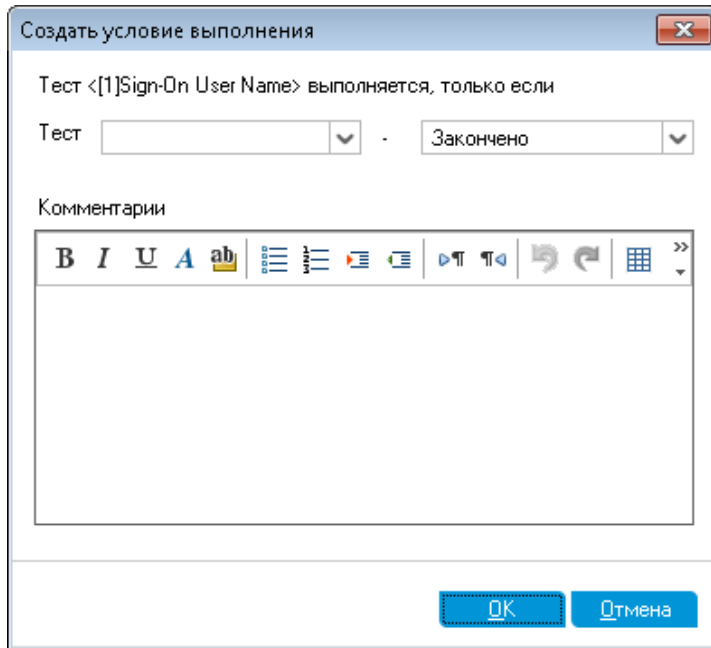 Создать условие выполнения
Тест <[1]Sign-On User Name> выполняется, только если
Тест - Закончено
Комментарии
B I U A ab
OK Отмена